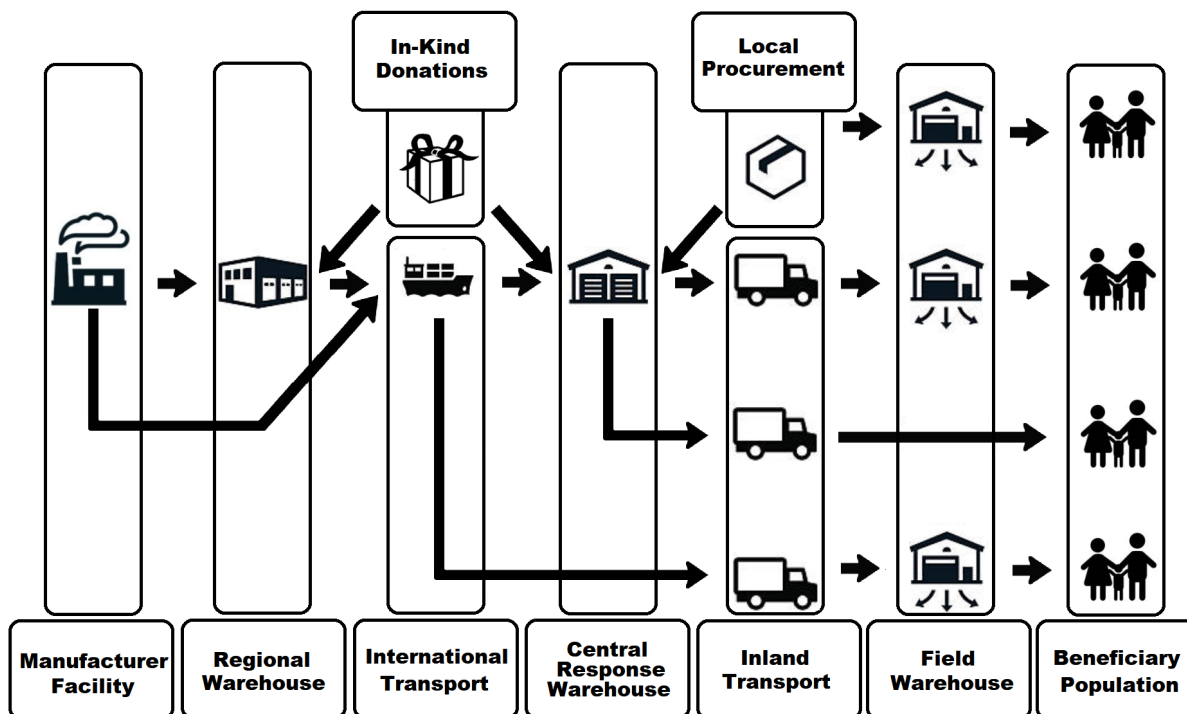 In-Kind
Donations
Local
Procurement
Manufacturer
Facility
Regional
Warehouse
International
Transport
Central
Response
Warehouse
Inland
Transport
Field
Warehouse
Beneficiary
Population